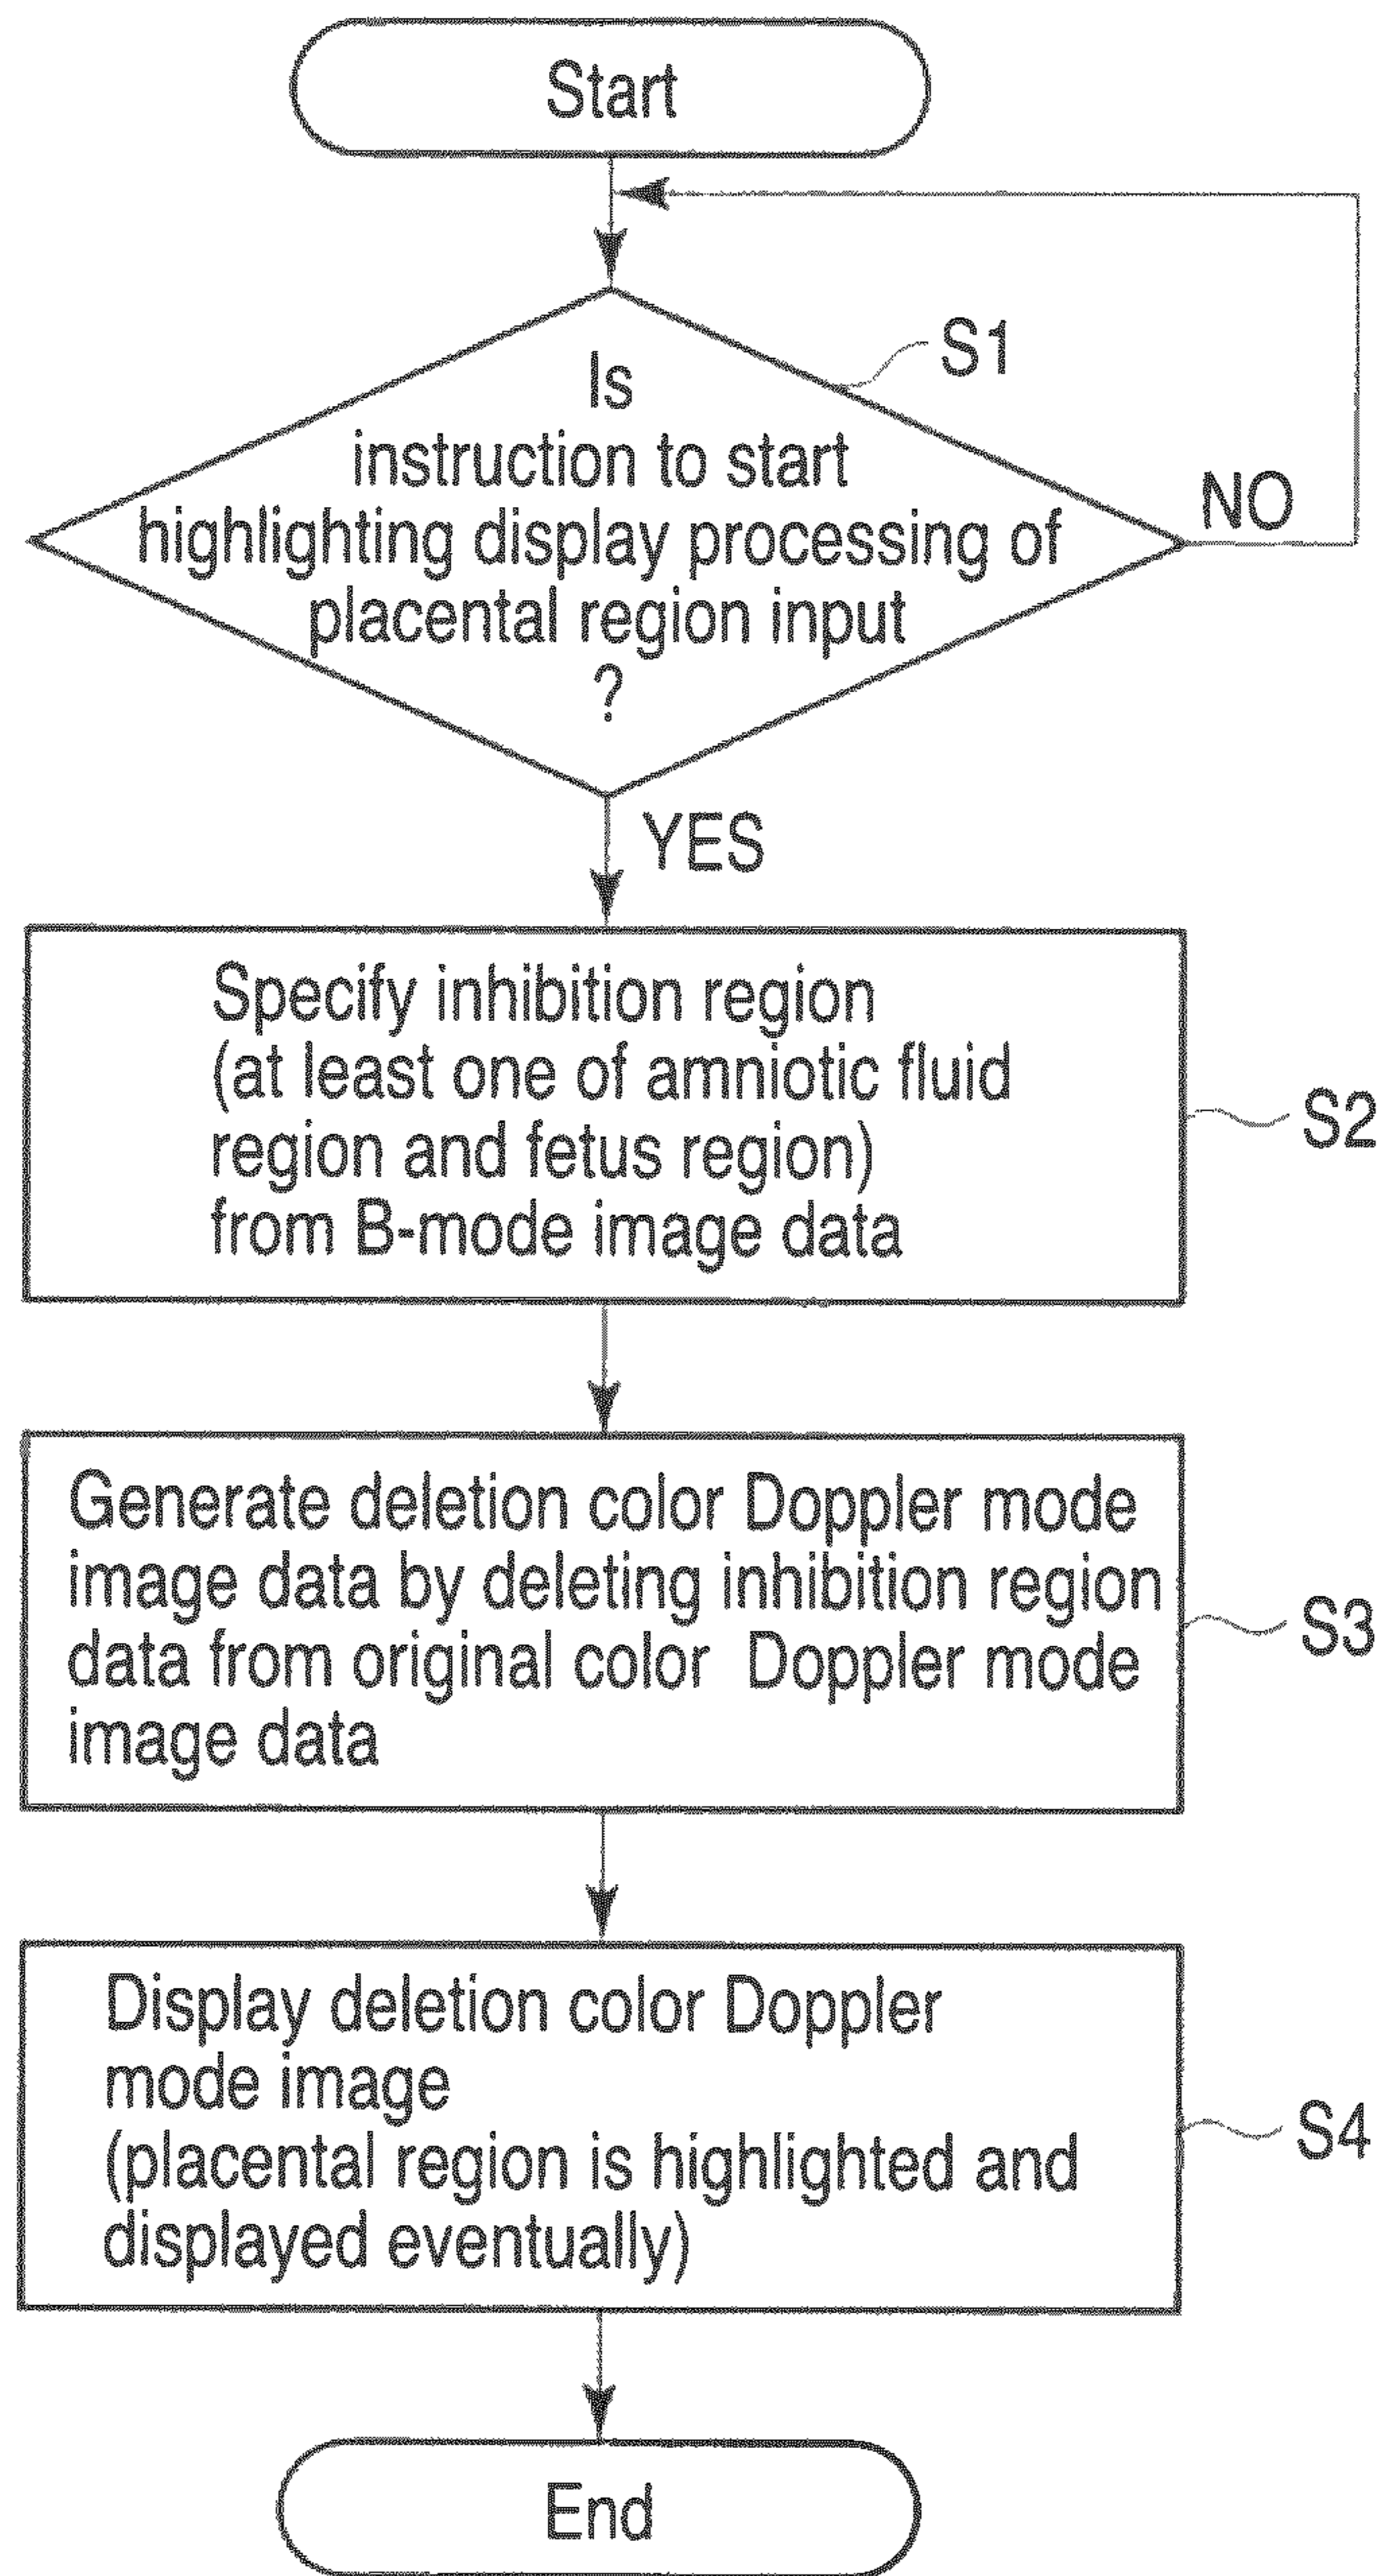 Start
S1
Is
instruction to start
highlighting display processing of
placental region input
?
NO
YES
Specify inhibition region
(at least one of amniotic fluid
region and fetus region)
from B-mode image data
S2
Generate deletion color Doppler mode
image data by deleting inhibition region
data from original color Doppler mode
image data
S3
Display deletion color Doppler
mode image
(placental region is highlighted and
displayed eventually)
S4
End